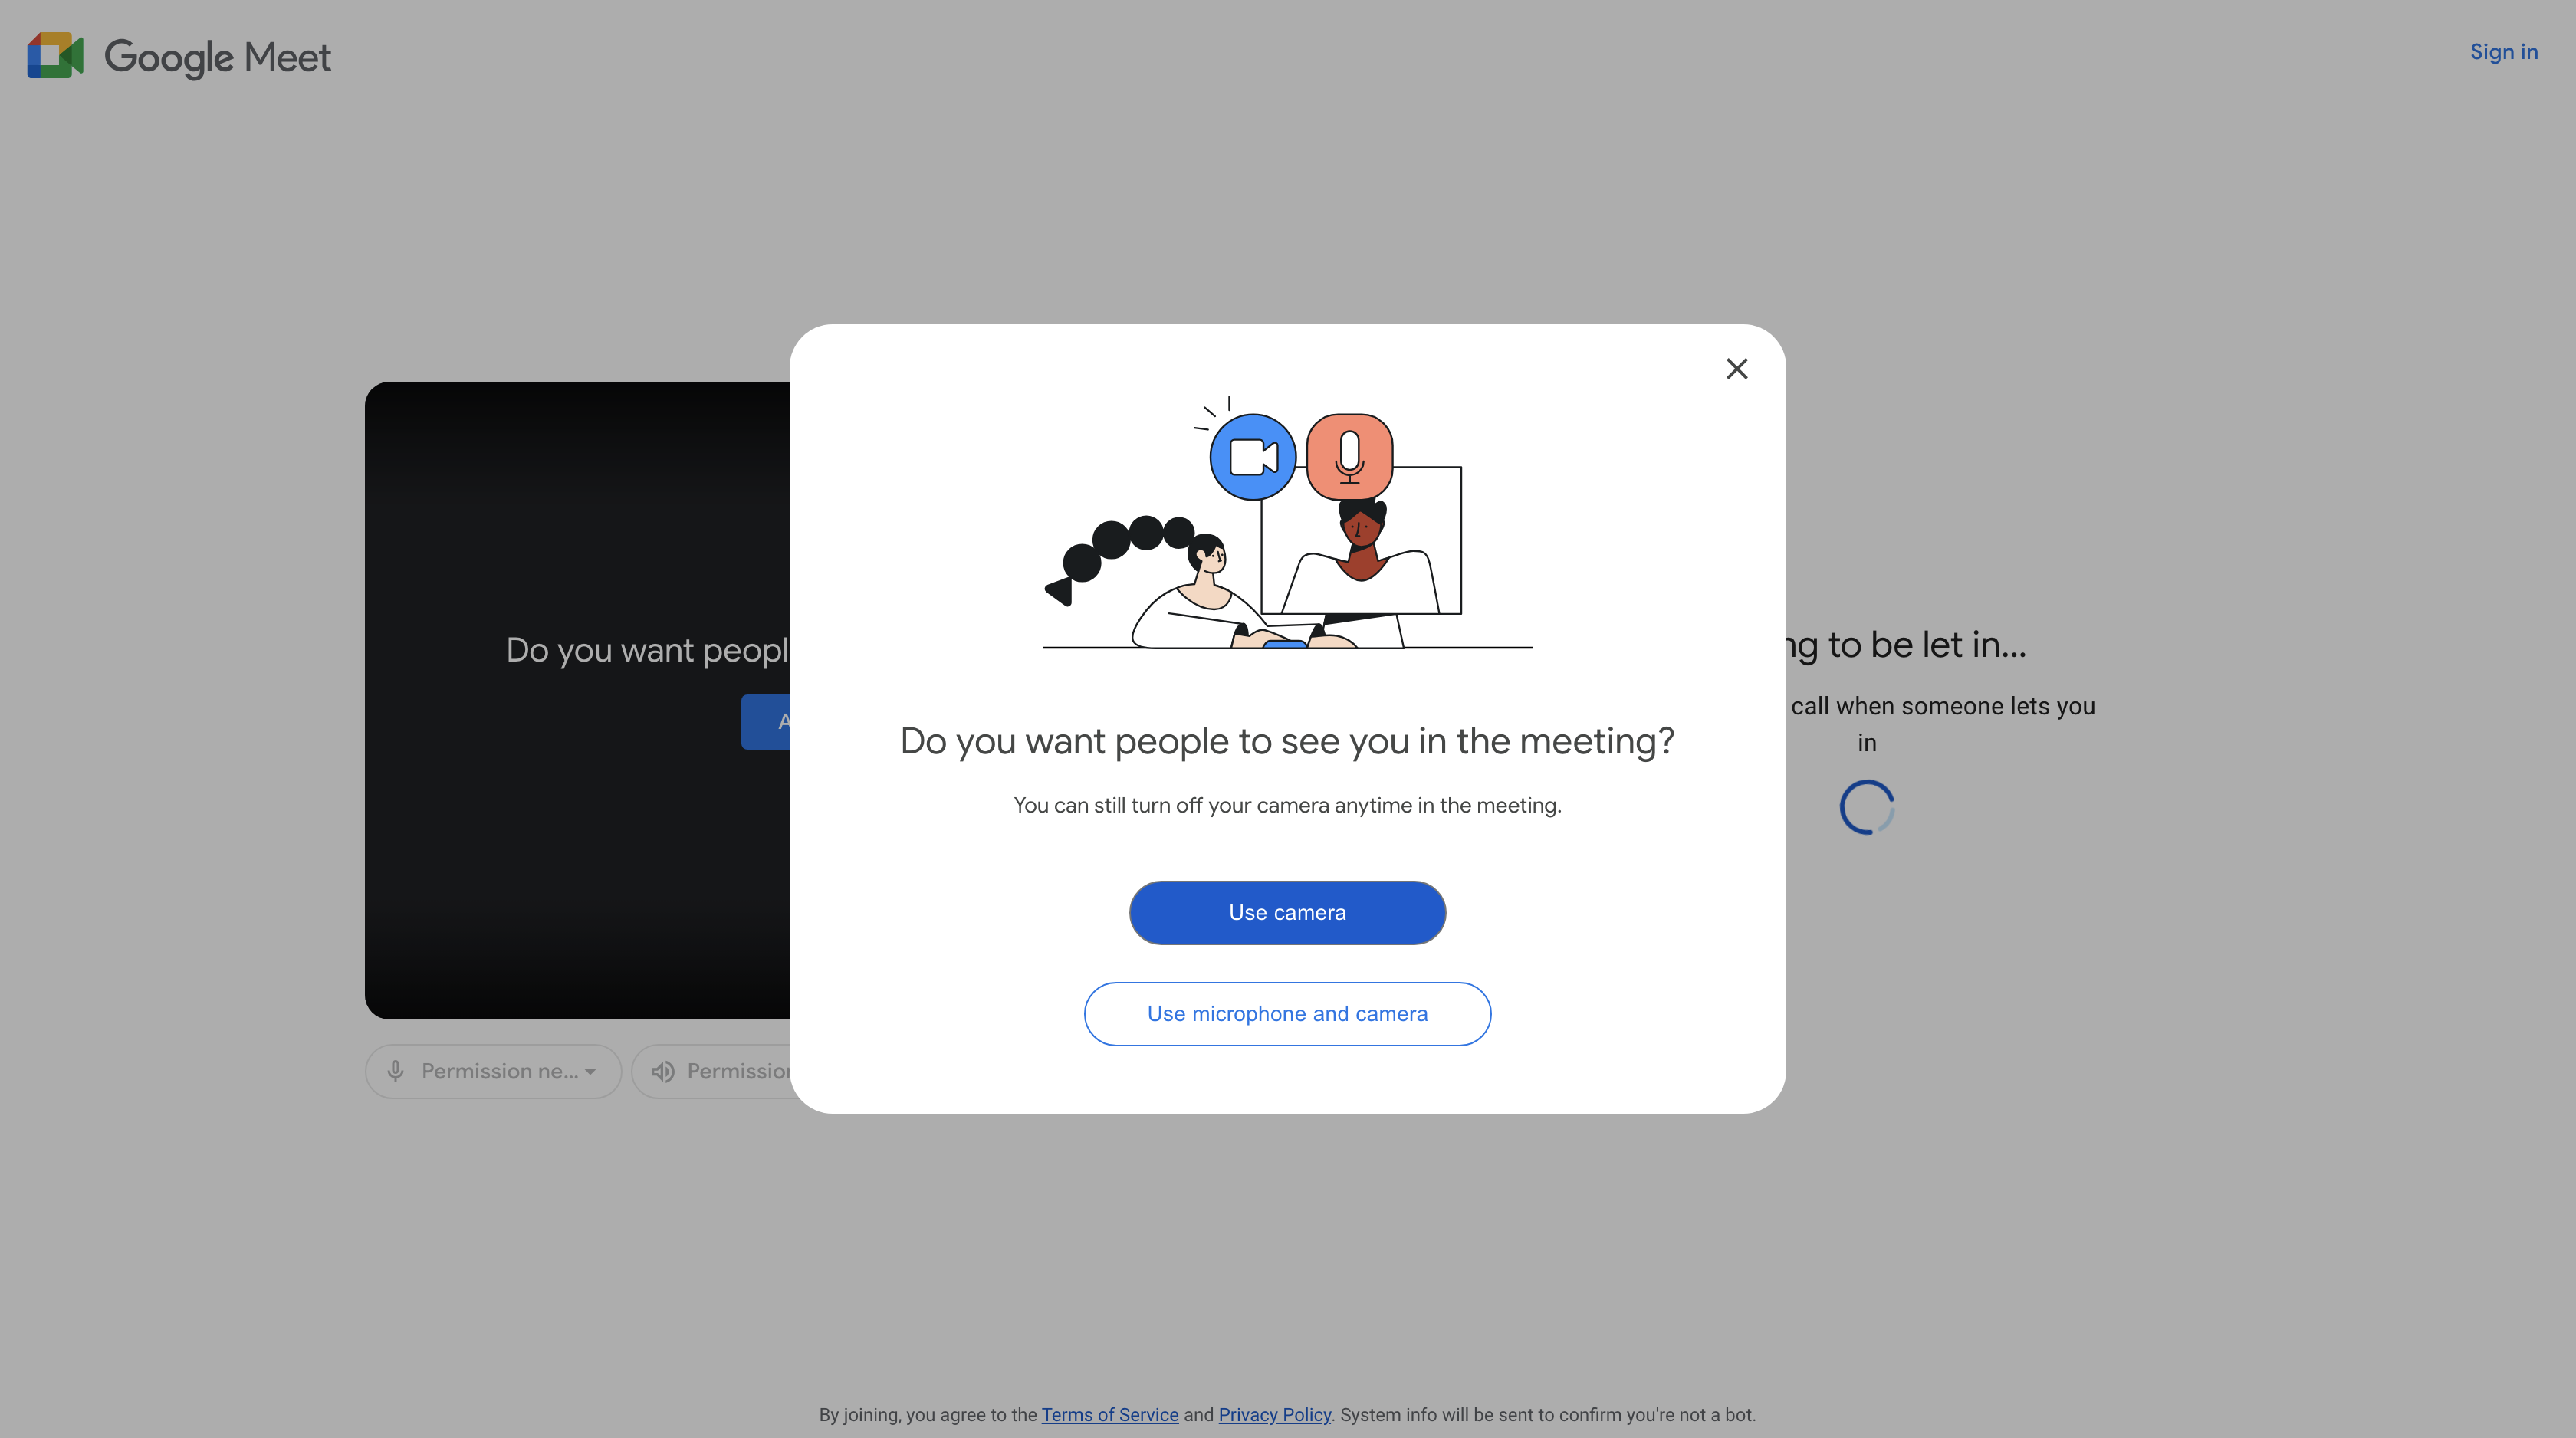 Google Meet
Sign in
Do you want peopl
to be let in...
call when someone lets you
in
Do you want people to see you in the meeting?
You can still turn off your camera anytime in the meeting.
Use camera
Use microphone and camera
Permission ne...
Permission
By joining, you agree to the Terms of Service and Privacy Policy. System info will be sent to confirm you're not a bot.